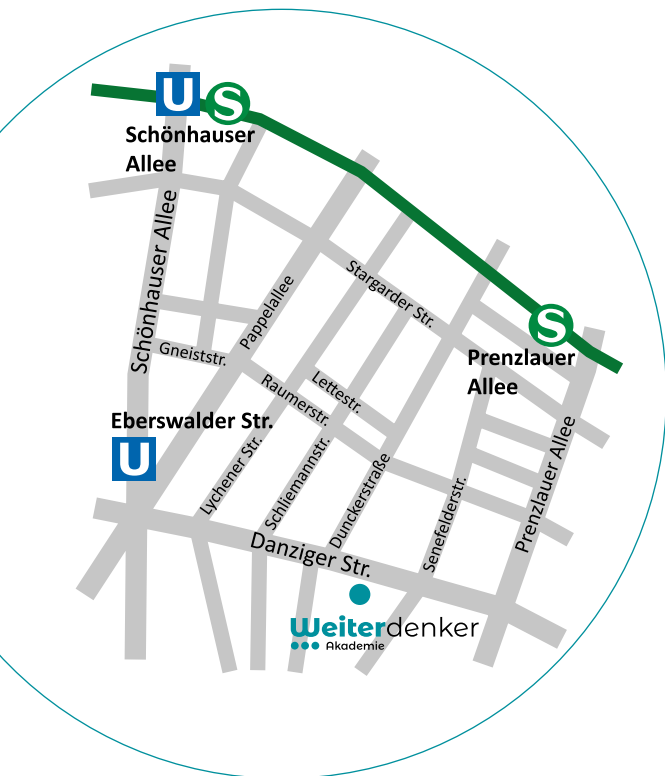 U S
Schönhauser
Allee
Schönhauser Allee
Stargarder Str.
Pappelallee
S
Prenzlauer
Allee
Gneiststr.
Lettestr.
Raumerstr.
Eberswalder Str.
U
Lychener Str.
Schliemannstr.
Dunckerstraße
Senefelderstr.
Prenzlauer Allee
Danziger Str.
Weiterdenker
Akademie